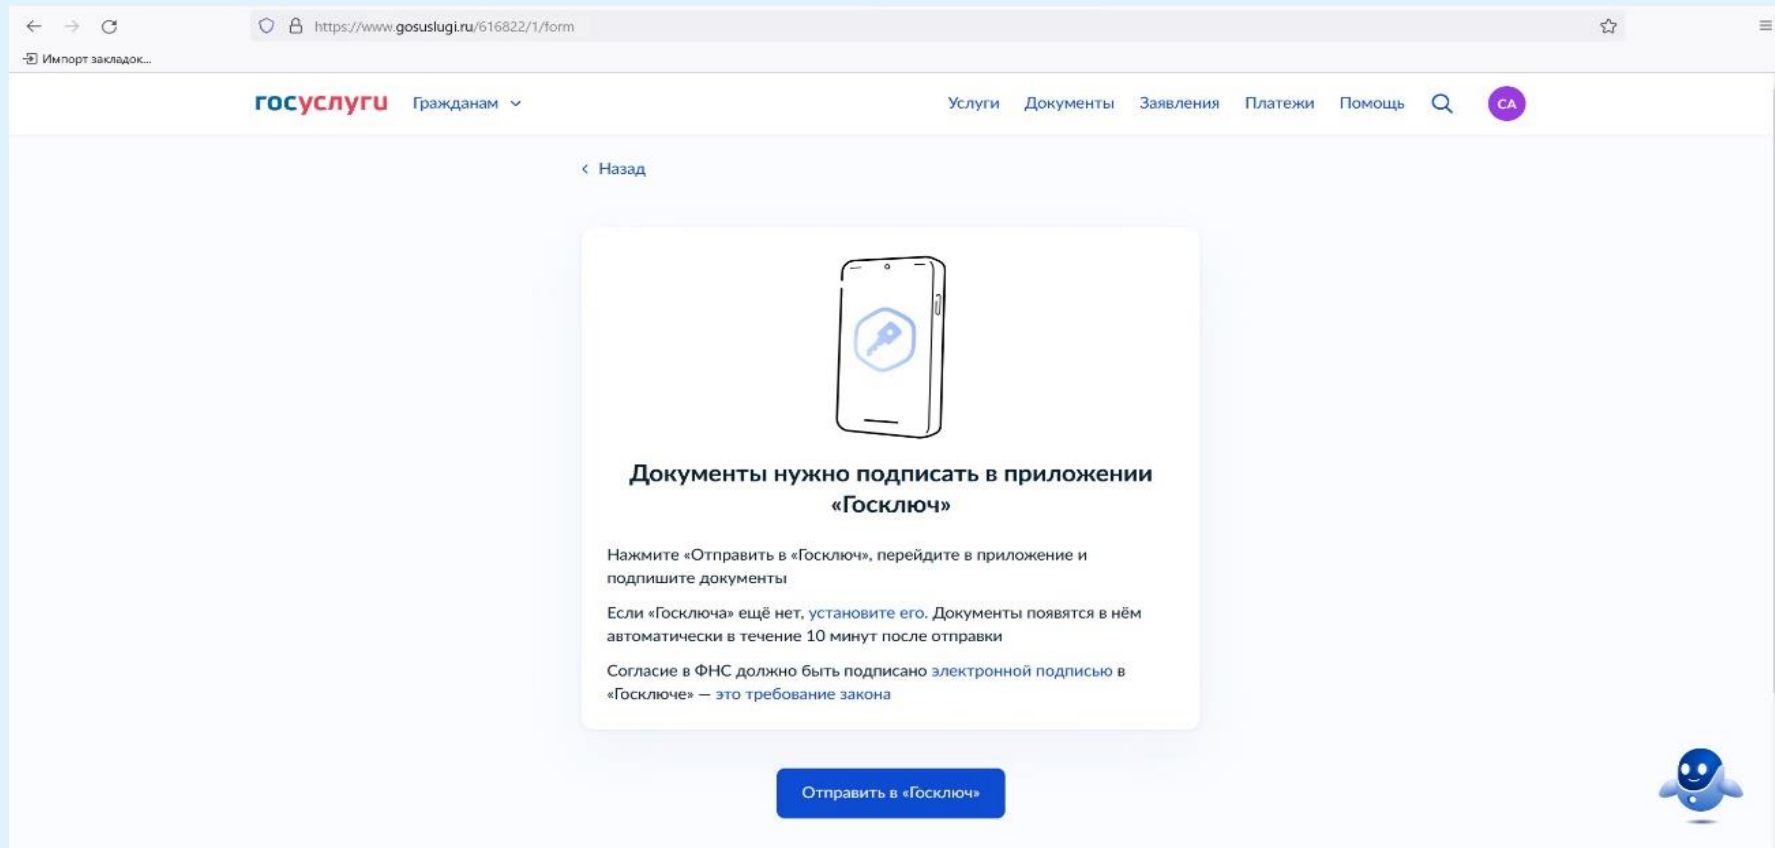 https://www.gosuslugi.ru/616822/1/form
Импорт закладок...
госуслуги Гражданам Услуги Документы Заявления Платежи Помощь СА
Назад
Документы нужно подписать в приложении
«Госключ»
Нажмите «Отправить в «Госключ», перейдите в приложение и
подпишите документы
Если «Госключа» ещё нет, установите его. Документы появятся в нём
автоматически в течение 10 минут после отправки
Согласие в ФНС должно быть подписано электронной подписью в
«Госключе» — это требование закона
Отправить в «Госключ»